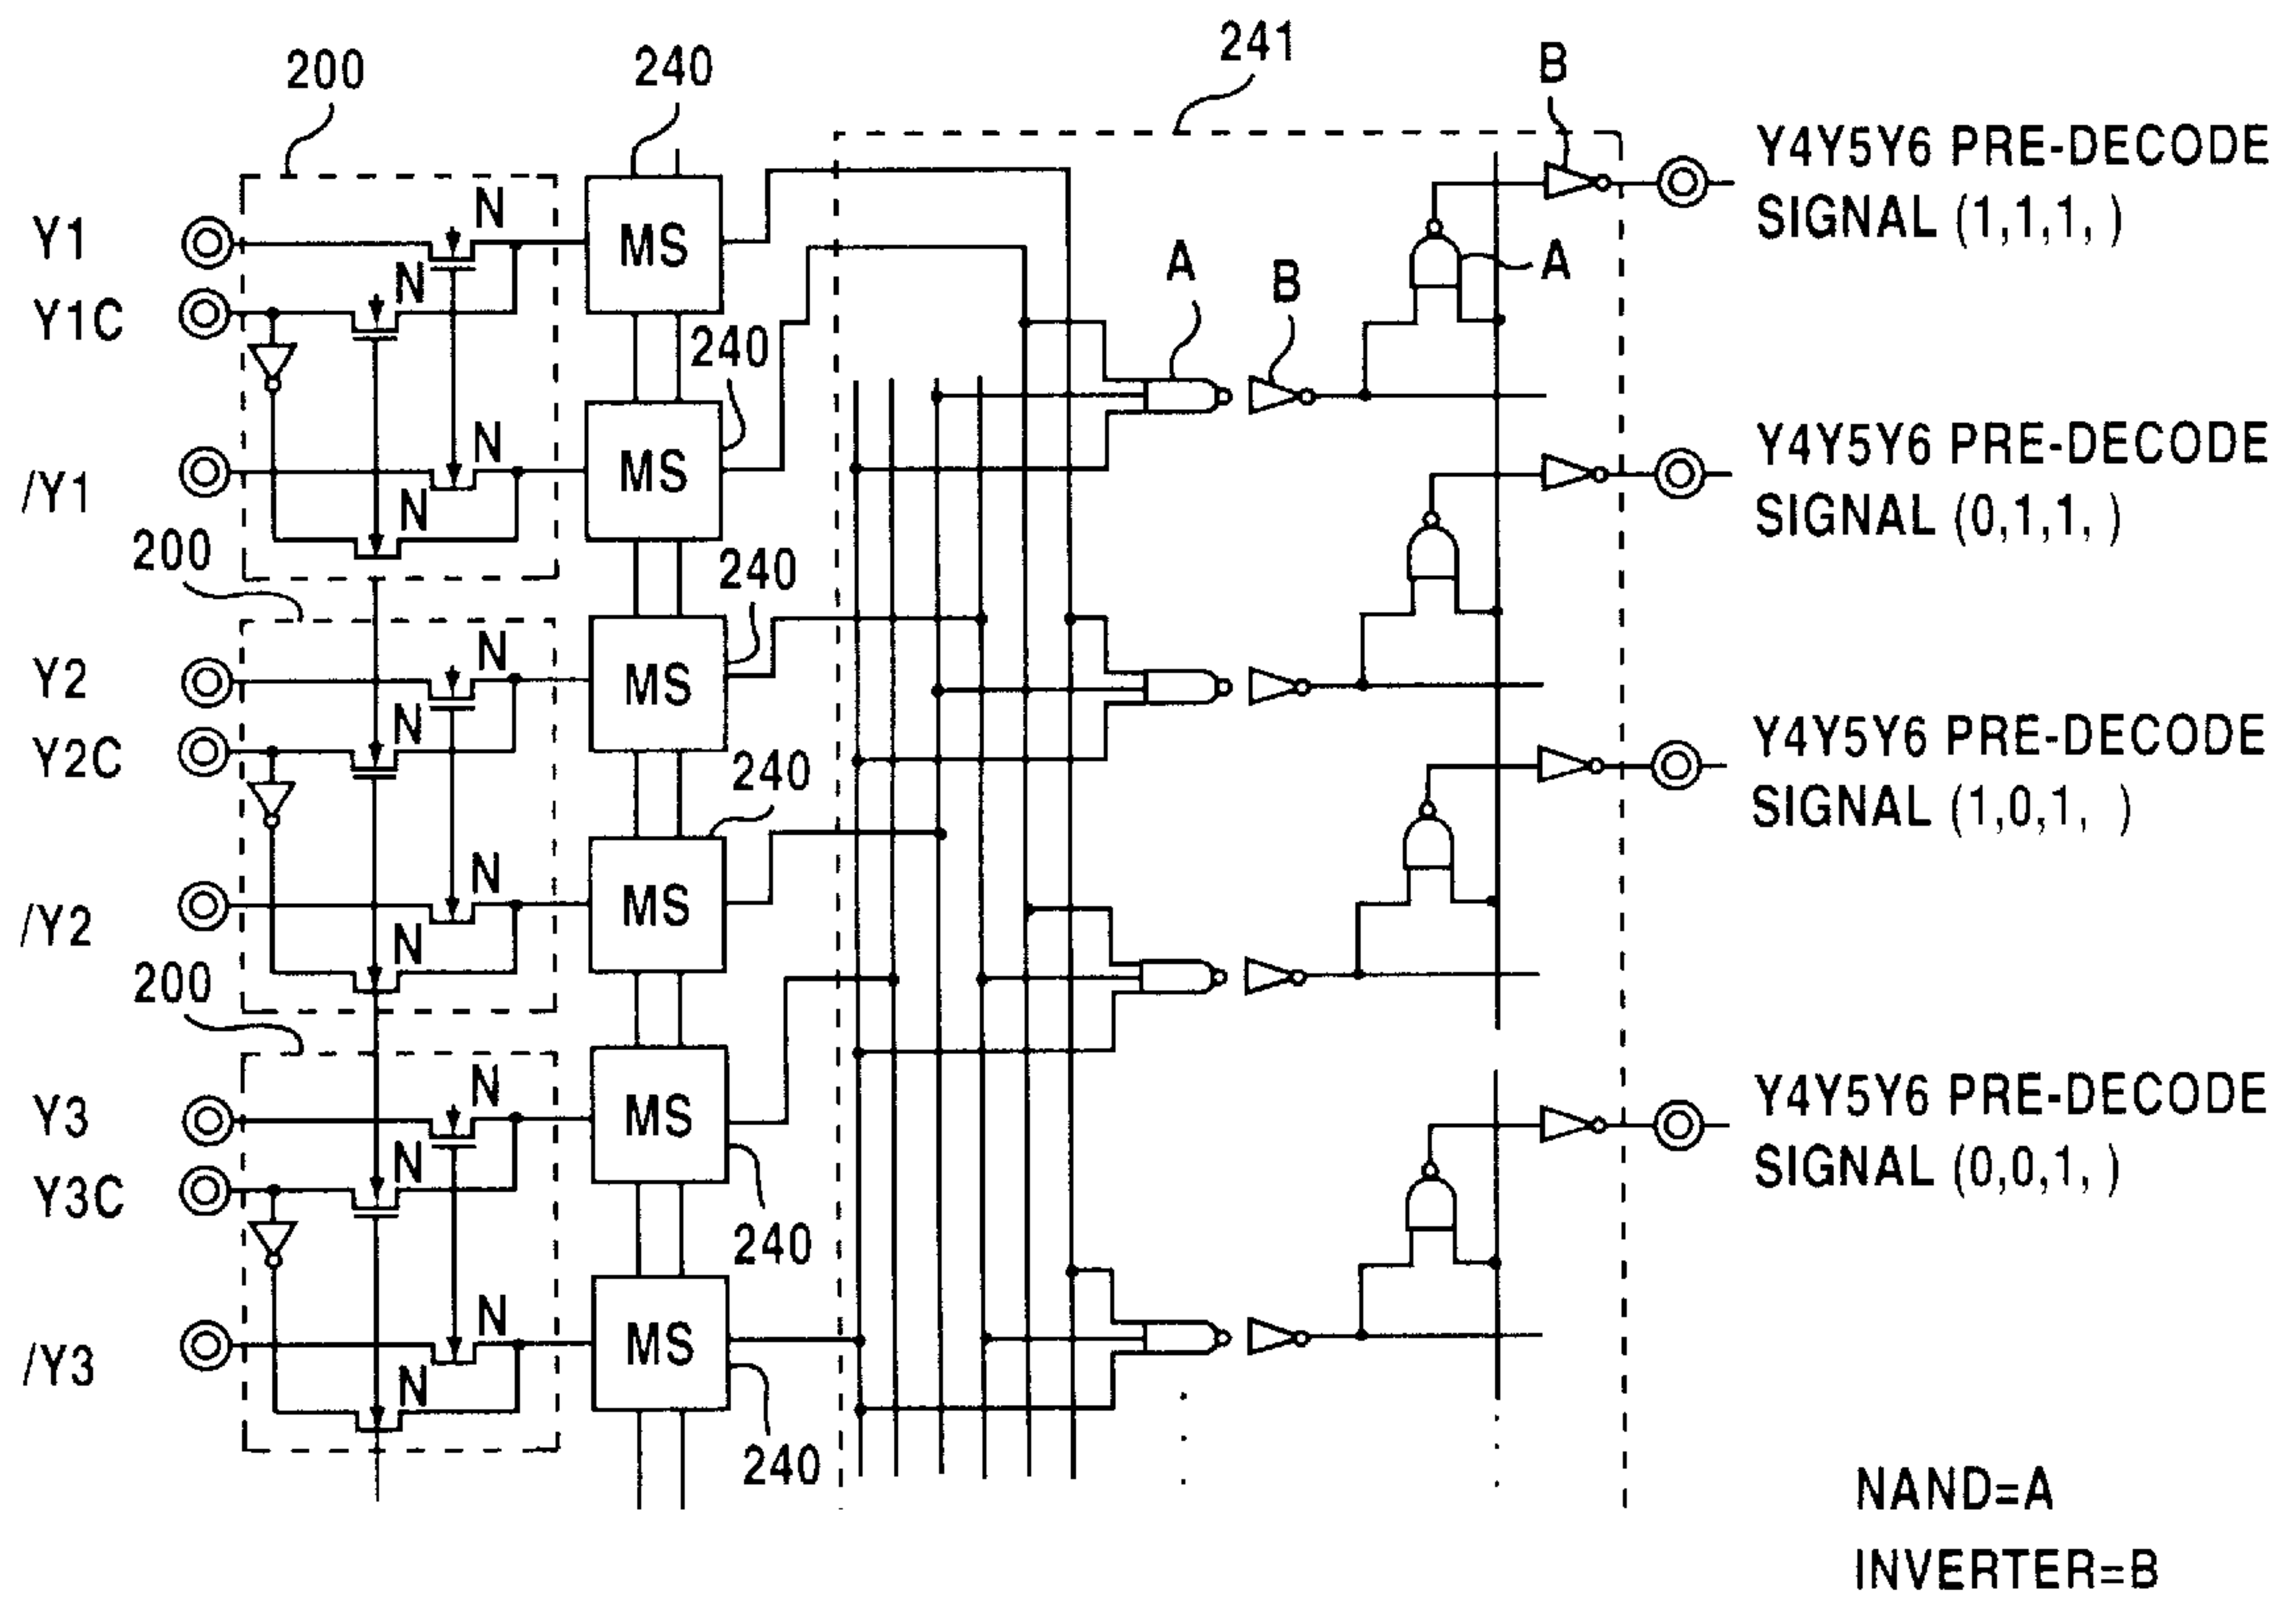 200
240
241
B
Y4Y5Y6 PRE-DECODE
SIGNAL (1,1,1, )
Y1
N
MS
A
A
B
N
Y1C
240
N
MS
Y4Y5Y6 PRE-DECODE
SIGNAL (0,1,1, )
/Y1
N
200
240
Y2
N
MS
N
Y2C
Y4Y5Y6 PRE-DECODE
SIGNAL (1,0,1, )
240
N
MS
/Y2
N
200
Y3
N
MS
Y4Y5Y6 PRE-DECODE
SIGNAL (0,0,1, )
N
Y3C
240
N
MS
/Y3
N
240
NAND=A
INVERTER=B